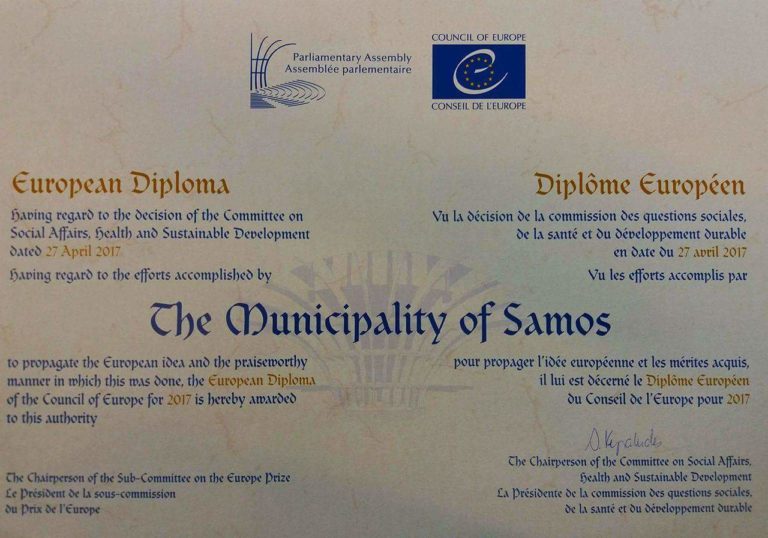 Parliamentary Assembly
Assemblée parlementaire
COUNCIL OF EUROPE
CONSEIL DE L'EUROPE
European Diploma
Having regard to the decision of the Committee on
Social Affairs, Health and Sustainable Development
dated 27 April 2017
Having regard to the efforts accomplished by
Diplôme Européen
Vu la décision de la commission des questions sociales,
de la santé et du développement durable
en date du 27 avril 2017
Vu les efforts accomplis par
The Municipality of Samos
to propagate the European idea and the praiseworthy
manner in which this was done, the European Diploma
of the Council of Europe for 2017 is hereby awarded
to this authority
pour propager l'idée européenne et les mérites acquis,
il lui est décerné le Diplôme Européen
du Conseil de l'Europe pour 2017
The Chairperson of the Sub-Committee on the Europe Prize
Le Président de la sous-commission
du Prix de l'Europe
The Chairperson of the Committee on Social Affairs,
Health and Sustainable Development
La Présidente de la commission des questions sociales,
de la santé et du développement durable